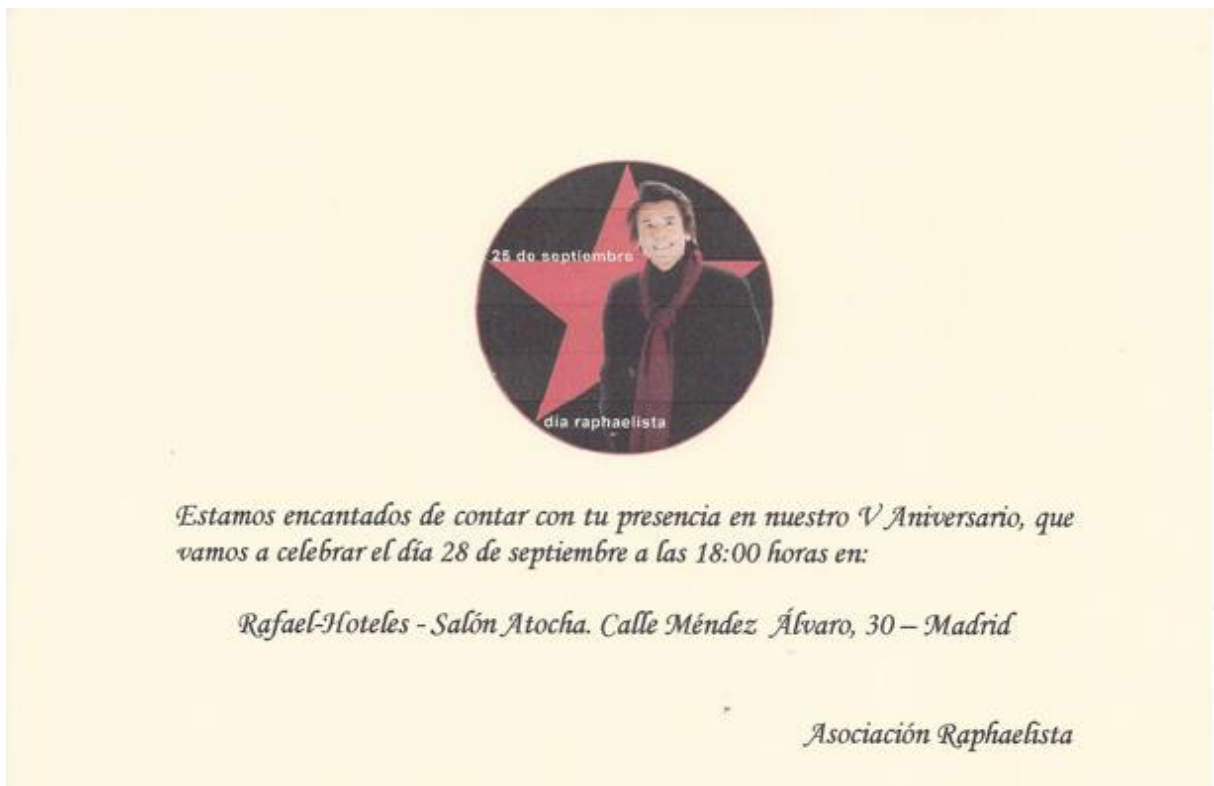 25 de septiembre
día raphaelista
Estamos encantados de contar con tu presencia en nuestro V Aniversario, que
vamos a celebrar el día 28 de septiembre a las 18:00 horas en:
Rafael-Hoteles - Salón Atocha. Calle Méndez Álvaro, 30 – Madrid
Asociación Raphaelista